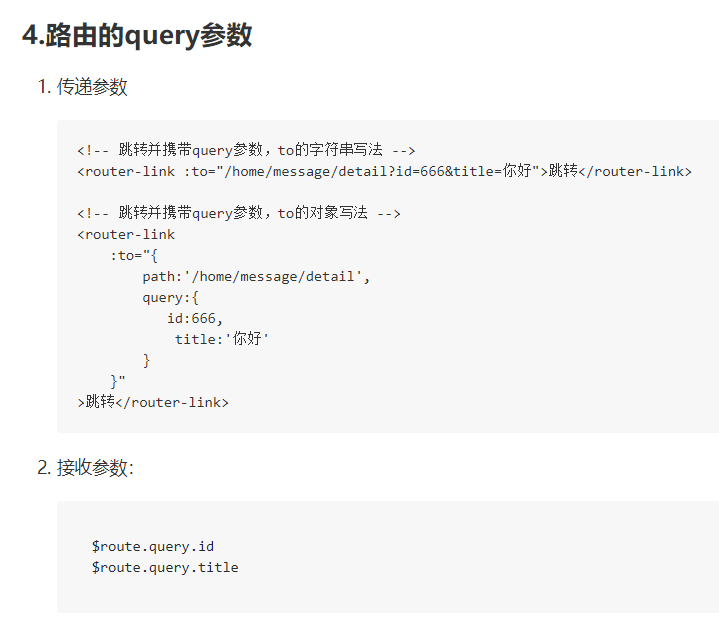 4.路由的query参数
1. 传递参数
<!-- 跳转并携带query参数，to的字符串写法 -->
<router-link :to="/home/message/detail?id=666&title=你好">跳转</router-link>
<!-- 跳转并携带query参数，to的对象写法 -->
<router-link
:to="{
path:'/home/message/detail',
query:{
id:666,
title:'你好'
}
}"
>跳转</router-link>
2. 接收参数：
$route.query.id
$route.query.title